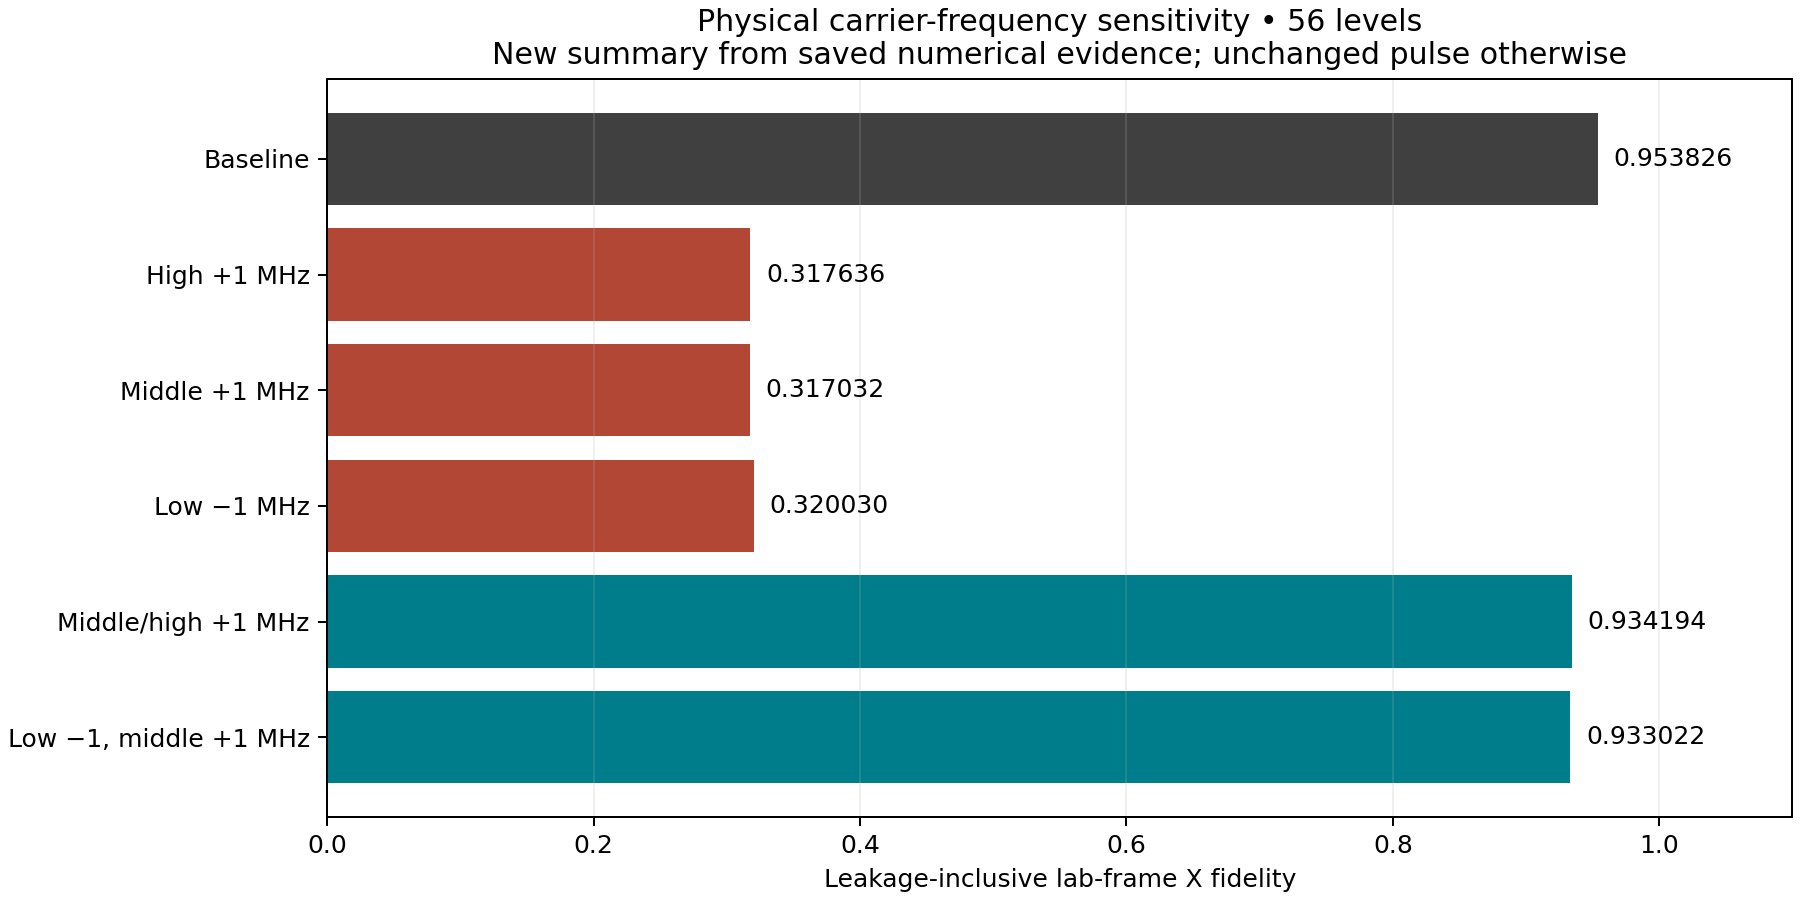 Physical carrier-frequency sensitivity • 56 levels
New summary from saved numerical evidence; unchanged pulse otherwise
Baseline
0.953826
High +1 MHz
0.317636
Middle +1 MHz
0.317032
Low −1 MHz
0.320030
Middle/high +1 MHz
0.934194
Low −1, middle +1 MHz
0.933022
0.0 0.2 0.4 0.6 0.8 1.0
Leakage-inclusive lab-frame X fidelity